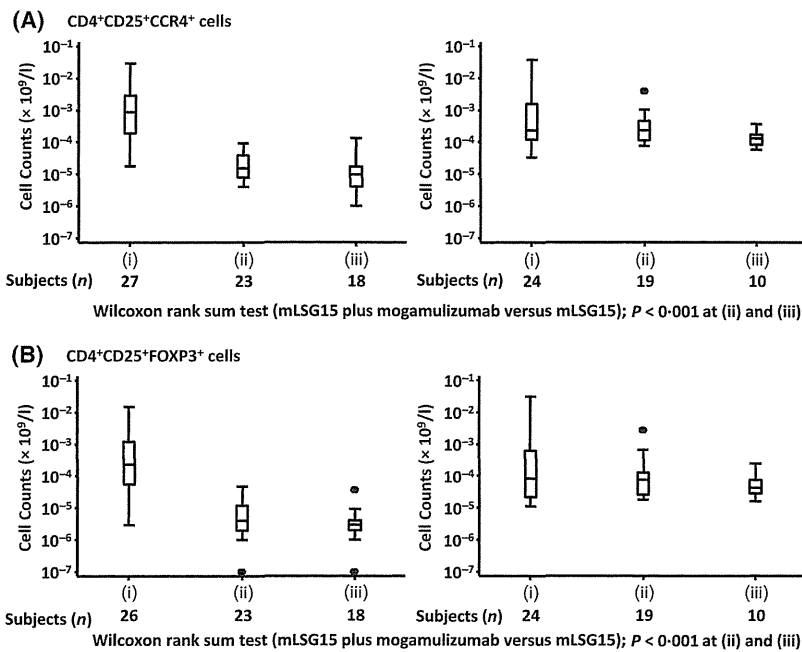 (A) CD4⁺CD25⁺CCR4⁺ cells
Cell Counts (× 10⁹/l)
10⁻¹
10⁻²
10⁻³
10⁻⁴
10⁻⁵
10⁻⁶
10⁻⁷
(i) (ii) (iii)
Subjects (n) 27 23 18
Cell Counts (× 10⁹/l)
10⁻¹
10⁻²
10⁻³
10⁻⁴
10⁻⁵
10⁻⁶
10⁻⁷
(i) (ii) (iii)
24 19 10
Wilcoxon rank sum test (mLSG15 plus mogamulizumab versus mLSG15); P < 0·001 at (ii) and (iii)
(B) CD4⁺CD25⁺FOXP3⁺ cells
Cell Counts (× 10⁹/l)
10⁻¹
10⁻²
10⁻³
10⁻⁴
10⁻⁵
10⁻⁶
10⁻⁷
(i) (ii) (iii)
Subjects (n) 26 23 18
Cell Counts (× 10⁹/l)
10⁻¹
10⁻²
10⁻³
10⁻⁴
10⁻⁵
10⁻⁶
10⁻⁷
(i) (ii) (iii)
24 19 10
Wilcoxon rank sum test (mLSG15 plus mogamulizumab versus mLSG15); P < 0·001 at (ii) and (iii)